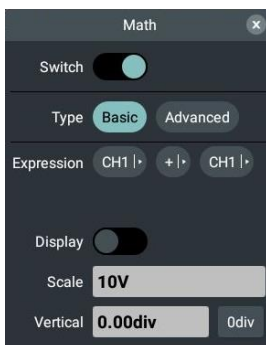 Math x
Switch
Type Basic Advanced
Expression CH1 + CH1
Display
Scale 10V
Vertical 0.00div 0div